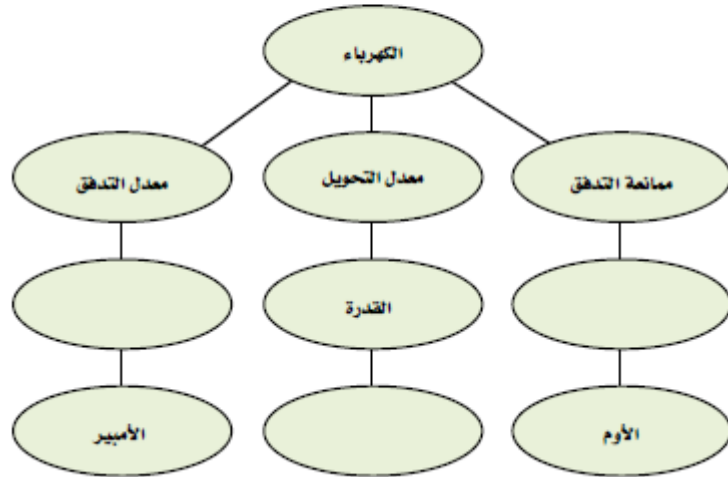 الكهرباء
ممانعة التدفق
معدل التحويل
معدل التدفق
القدرة
الأوم
الأمبير